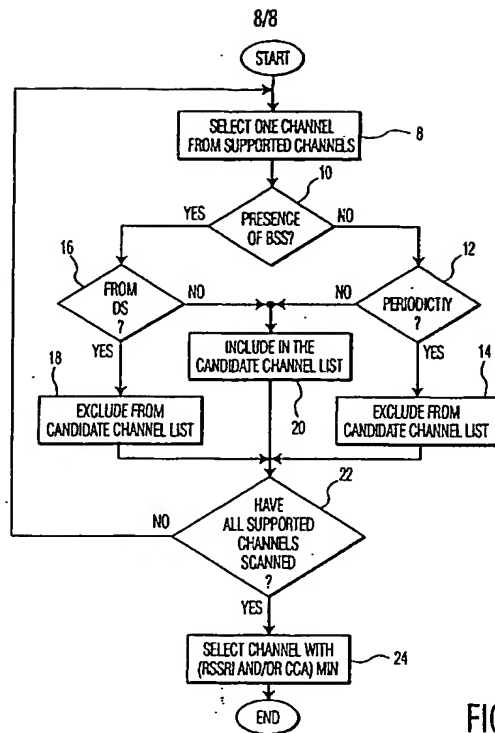 8/8
START
SELECT ONE CHANNEL
FROM SUPPORTED CHANNELS
8
10
YES
PRESENCE
OF BSS?
NO
16
12
FROM
DS
?
NO
NO
PERIODICTIY
?
YES
INCLUDE IN THE
CANDIDATE CHANNEL LIST
YES
18
14
EXCLUDE FROM
CANDIDATE CHANNEL LIST
20
EXCLUDE FROM
CANDIDATE CHANNEL LIST
22
NO
HAVE
ALL SUPPORTED
CHANNELS
SCANNED
?
YES
SELECT CHANNEL WITH
(RSSRI AND/OR CCA) MIN
24
END
FIG